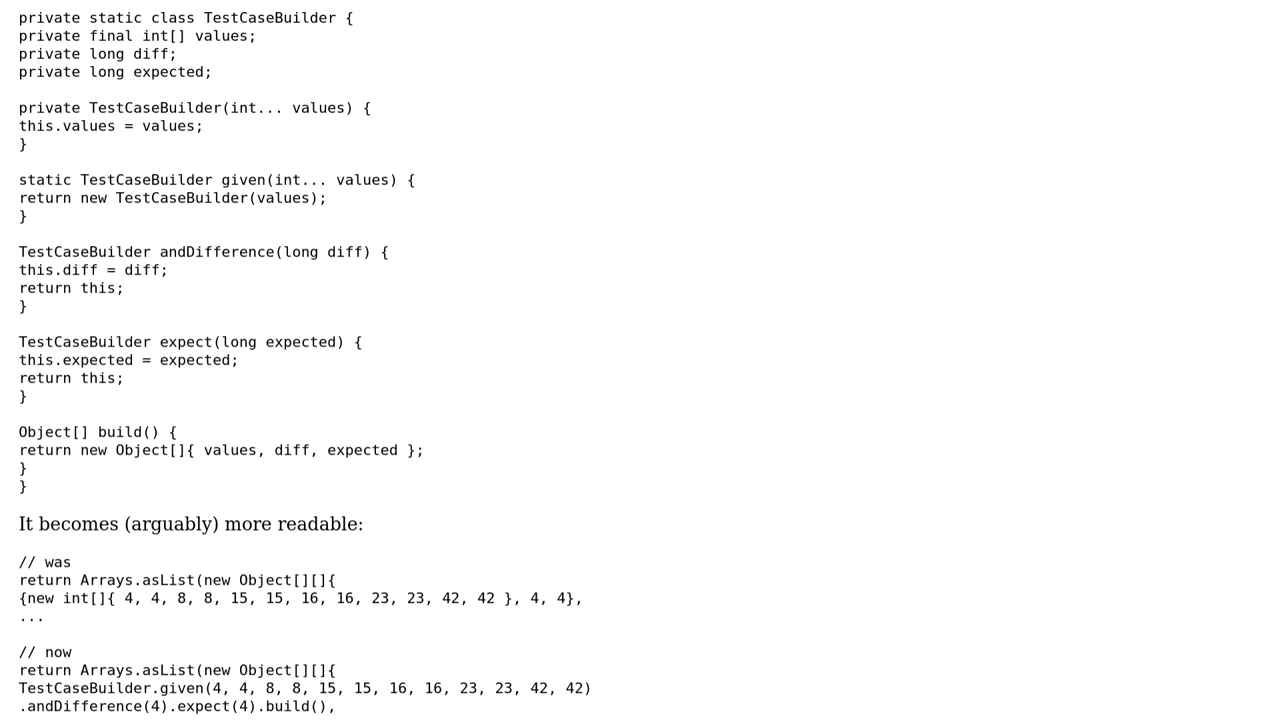 private static class TestCaseBuilder {
private final int[] values;
private long diff;
private long expected;
private TestCaseBuilder(int... values) {
this.values = values;
}
static TestCaseBuilder given(int... values) {
return new TestCaseBuilder(values);
}
TestCaseBuilder andDifference(long diff) {
this.diff = diff;
return this;
}
TestCaseBuilder expect(long expected) {
this.expected = expected;
return this;
}
Object[] build() {
return new Object[]{ values, diff, expected };
}
}
It becomes (arguably) more readable:
// was
return Arrays.asList(new Object[][]{
{new int[]{ 4, 4, 8, 8, 15, 15, 16, 16, 23, 23, 42, 42 }, 4, 4},
...
// now
return Arrays.asList(new Object[][]{
TestCaseBuilder.given(4, 4, 8, 8, 15, 15, 16, 16, 23, 23, 42, 42)
.andDifference(4).expect(4).build(),